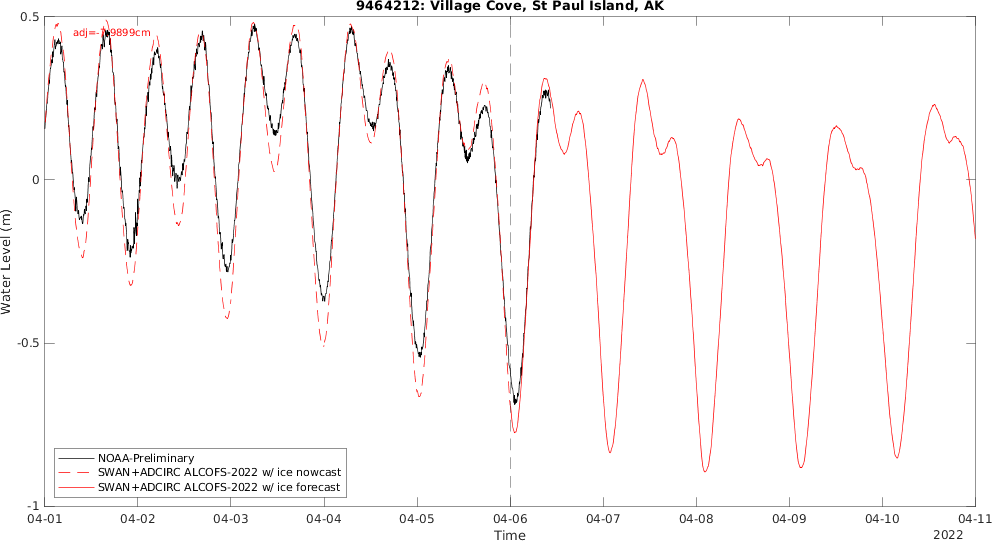 9464212: Village Cove, St Paul Island, AK
0.5
9899cm
0
Water Level (m)
-0.5
NOAA-Preliminary
SWAN+ADCIRC ALCOFS-2022 w/ ice nowcast
SWAN+ADCIRC ALCOFS-2022 w/ ice forecast
-1
04-01 04-02 04-03 04-04 04-05 04-06 04-07 04-08 04-09 04-10 04-11
Time
2022